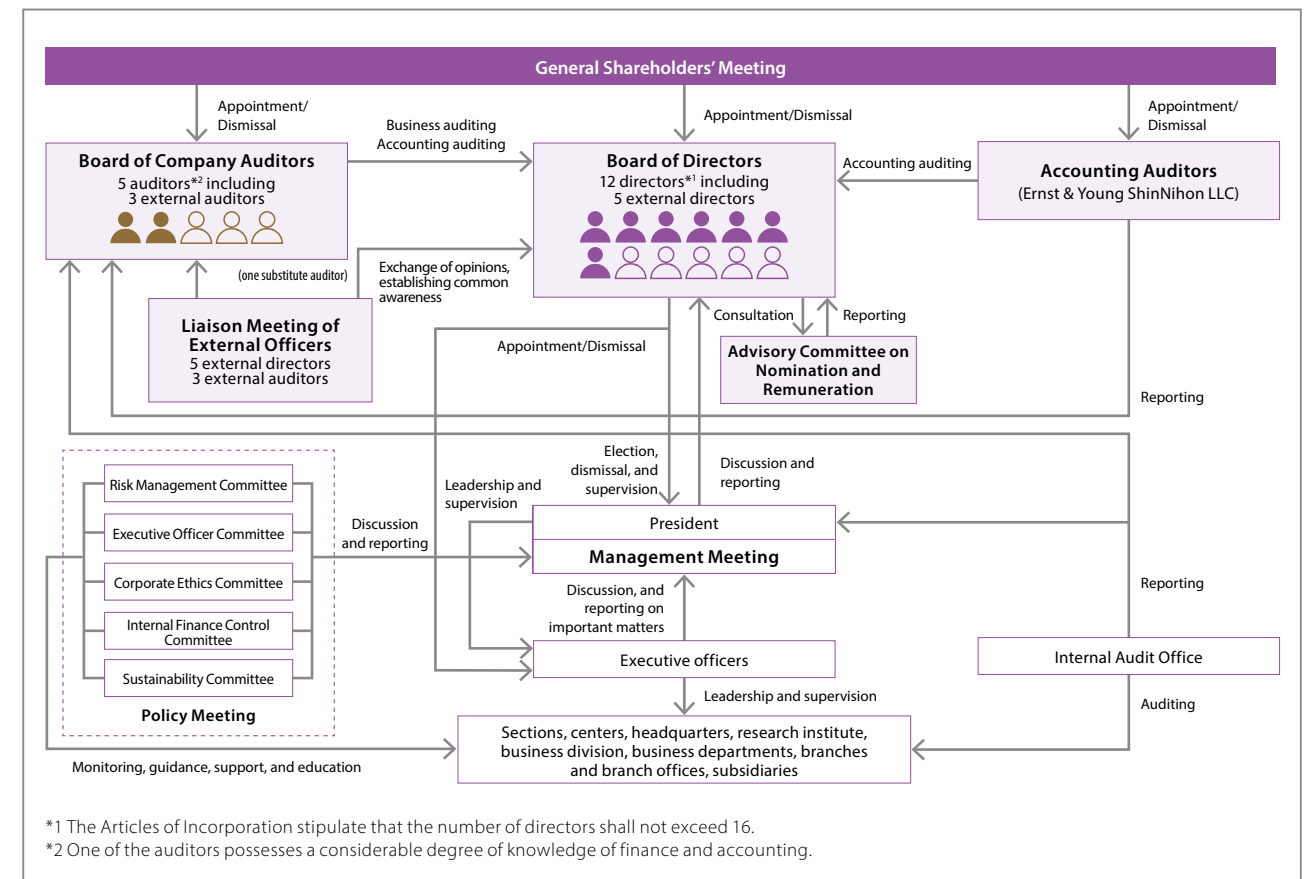 General Shareholders' Meeting
Appointment/
Dismissal
Appointment/Dismissal
Appointment/
Dismissal
Business auditing
Accounting auditing
Board of Company Auditors
5 auditors*2 including
3 external auditors
(one substitute auditor)
Board of Directors
12 directors*1 including
5 external directors
Accounting auditing
Accounting Auditors
(Ernst & Young ShinNihon LLC)
Exchange of opinions,
establishing common
awareness
Liaison Meeting of
External Officers
5 external directors
3 external auditors
Appointment/Dismissal
Consultation
Reporting
Advisory Committee on
Nomination and
Remuneration
Reporting
Risk Management Committee
Executive Officer Committee
Corporate Ethics Committee
Internal Finance Control
Committee
Sustainability Committee
Policy Meeting
Discussion
and reporting
Leadership and
supervision
Election,
dismissal, and
supervision
Discussion and
reporting
President
Management Meeting
Discussion, and
reporting on
important matters
Reporting
Executive officers
Internal Audit Office
Leadership and supervision
Auditing
Sections, centers, headquarters, research institute,
business division, business departments, branches
and branch offices, subsidiaries
Monitoring, guidance, support, and education
*1 The Articles of Incorporation stipulate that the number of directors shall not exceed 16.
*2 One of the auditors possesses a considerable degree of knowledge of finance and accounting.